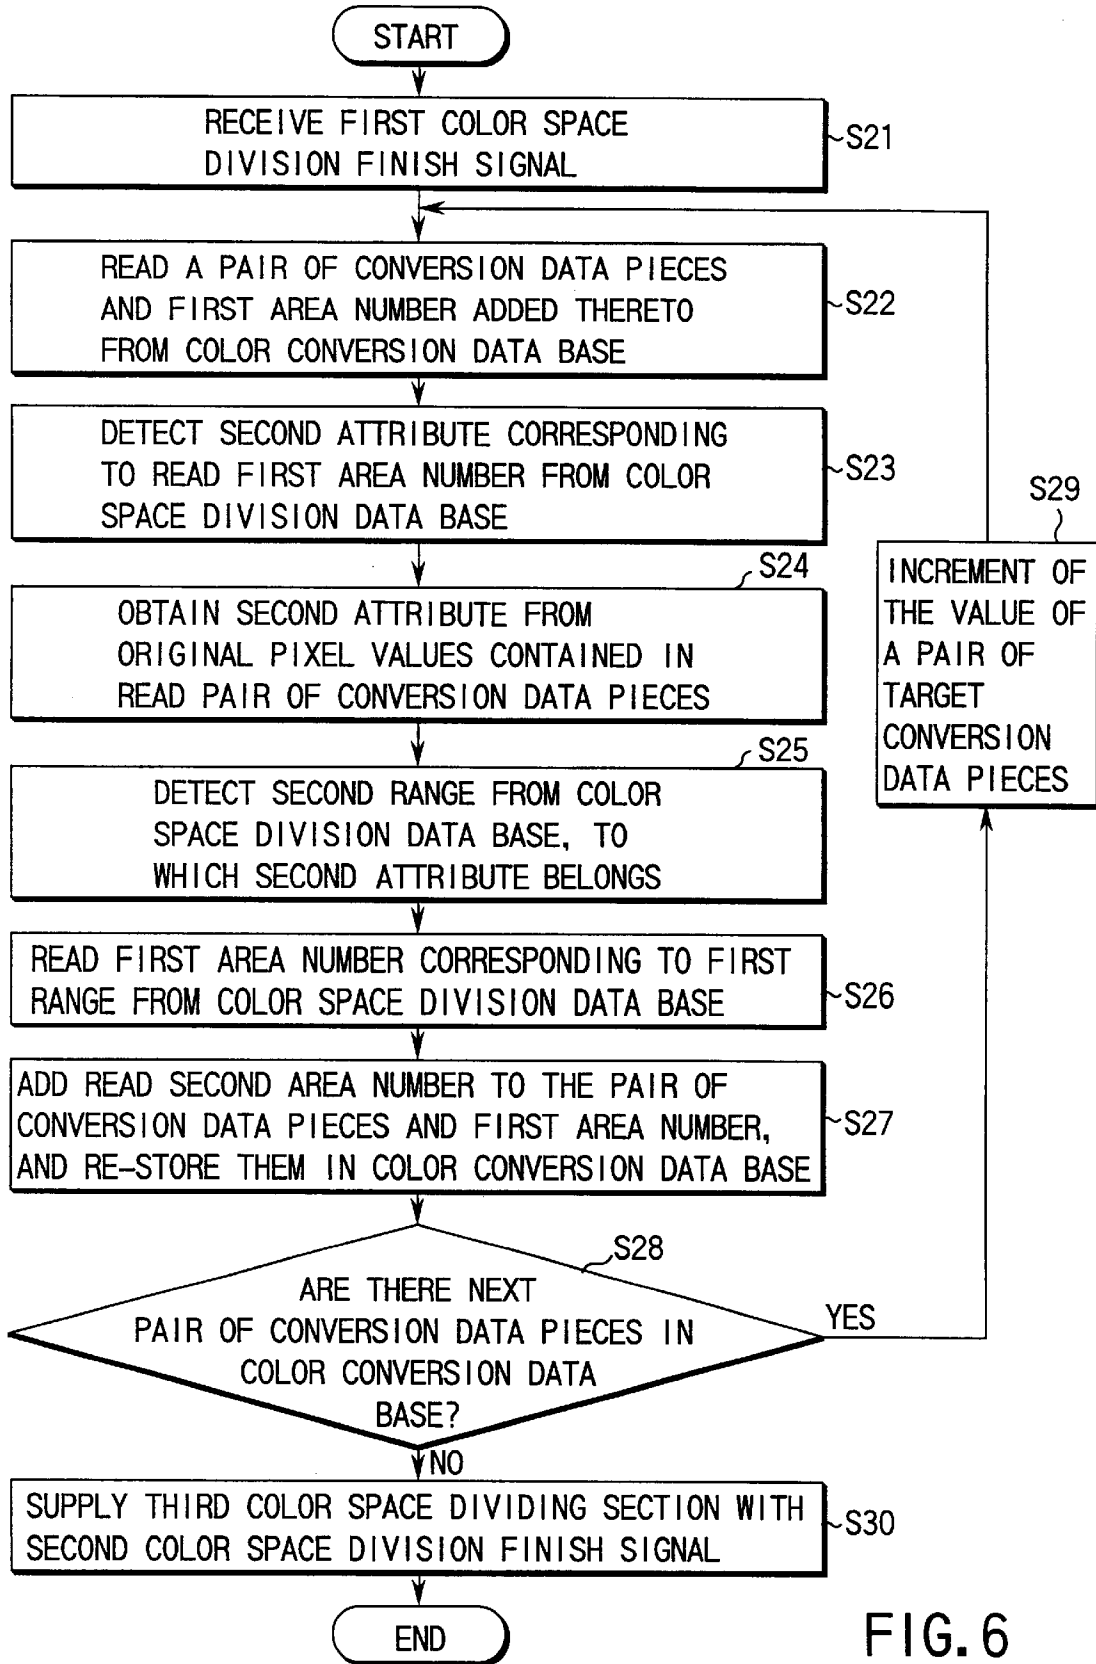 START
RECEIVE FIRST COLOR SPACE
DIVISION FINISH SIGNAL
S21
READ A PAIR OF CONVERSION DATA PIECES
AND FIRST AREA NUMBER ADDED THERETO
FROM COLOR CONVERSION DATA BASE
S22
DETECT SECOND ATTRIBUTE CORRESPONDING
TO READ FIRST AREA NUMBER FROM COLOR
SPACE DIVISION DATA BASE
S23
S24
OBTAIN SECOND ATTRIBUTE FROM
ORIGINAL PIXEL VALUES CONTAINED IN
READ PAIR OF CONVERSION DATA PIECES
S25
DETECT SECOND RANGE FROM COLOR
SPACE DIVISION DATA BASE, TO
WHICH SECOND ATTRIBUTE BELONGS
READ FIRST AREA NUMBER CORRESPONDING TO FIRST
RANGE FROM COLOR SPACE DIVISION DATA BASE
S26
ADD READ SECOND AREA NUMBER TO THE PAIR OF
CONVERSION DATA PIECES AND FIRST AREA NUMBER,
AND RE-STORE THEM IN COLOR CONVERSION DATA BASE
S27
S28
ARE THERE NEXT
PAIR OF CONVERSION DATA PIECES IN
COLOR CONVERSION DATA
BASE?
YES
NO
S29
INCREMENT OF
THE VALUE OF
A PAIR OF
TARGET
CONVERSION
DATA PIECES
SUPPLY THIRD COLOR SPACE DIVIDING SECTION WITH
SECOND COLOR SPACE DIVISION FINISH SIGNAL
S30
END
FIG. 6